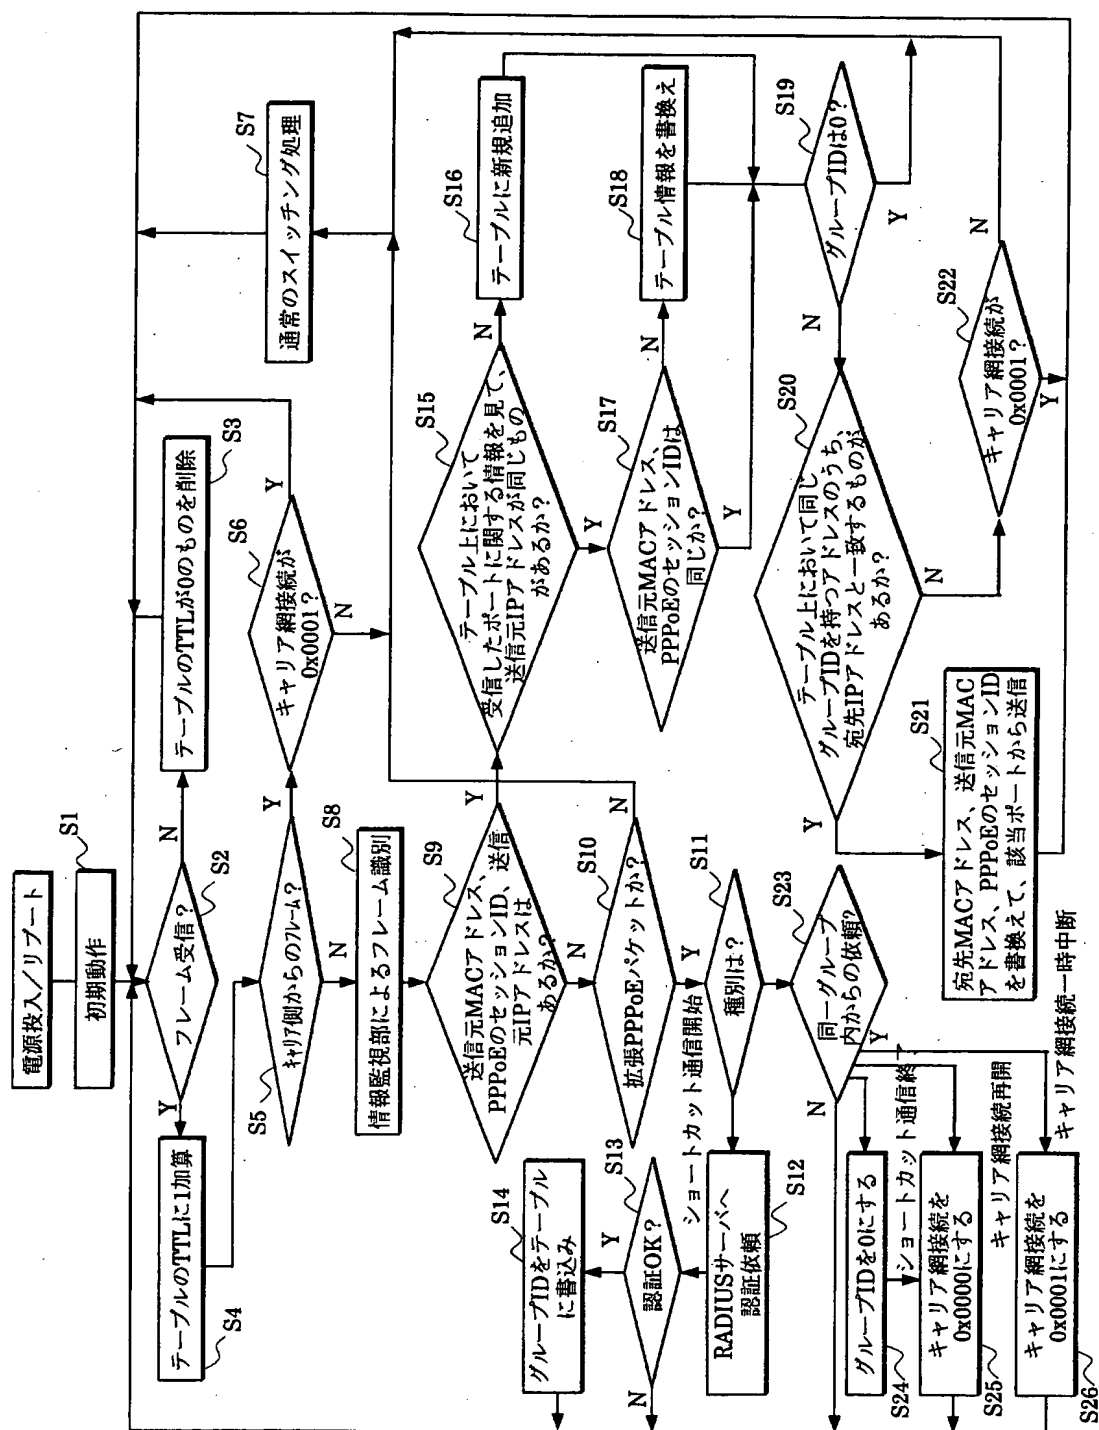 電源投入/リブート
S1
初期動作
S2
フレーム受信?
Y
N
S3
テーブルのTTLが0のものを削除
S4
テーブルのTTLに1加算
S5
キャリア側からのフレーム?
Y
N
S6
キャリア網接続が
0x0001?
Y
N
S7
通常のスイッチング処理
S8
情報監視部によるフレーム識別
S9
送信元MACアドレス、
PPPoEのセッションID、送信
元IPアドレスは
あるか?
Y
N
S10
拡張PPPoEパケットか?
N
Y
S11
種別は?
ショートカット通信開始
S12
RADIUSサーバへ
認証依頼
S13
認証OK?
Y
N
S14
グループIDをテーブル
に書込み
S15
テーブル上において
受信したポートに関する情報を見て、
送信元IPアドレスが同じもの
があるか?
N
Y
S16
テーブルに新規追加
S17
送信元MACアドレス、
PPPoEのセッションIDは
同じか?
N
Y
S18
テーブル情報を書換え
S19
グループIDは0?
Y
N
S20
テーブル上において同じ
グループIDを持つアドレスのうち、
宛先IPアドレスと一致するものが
あるか?
Y
N
S21
宛先MACアドレス、送信元MAC
アドレス、PPPoEのセッションID
を書換えて、該当ポートから送信
S22
キャリア網接続が
0x0001?
N
Y
S23
同一グループ
内からの依頼?
N
Y
S24
グループIDを0にする
ショートカット通信終了
S25
キャリア網接続を
0x0000にする
キャリア網接続再開
S26
キャリア網接続を
0x0001にする
キャリア網接続一時中断